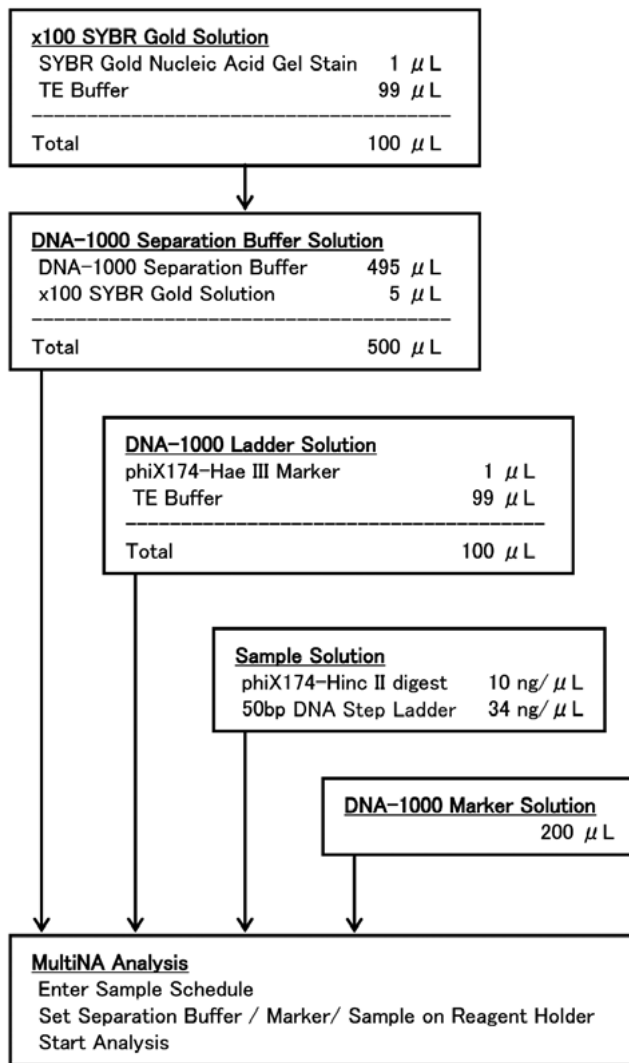 x100 SYBR Gold Solution
SYBR Gold Nucleic Acid Gel Stain 1 μL
TE Buffer 99 μL
Total 100 μL
DNA-1000 Separation Buffer Solution
DNA-1000 Separation Buffer 495 μL
x100 SYBR Gold Solution 5 μL
Total 500 μL
DNA-1000 Ladder Solution
phiX174-Hae III Marker 1 μL
TE Buffer 99 μL
Total 100 μL
Sample Solution
phiX174-Hinc II digest 10 ng/μL
50bp DNA Step Ladder 34 ng/μL
DNA-1000 Marker Solution
200 μL
MultiNA Analysis
Enter Sample Schedule
Set Separation Buffer / Marker/ Sample on Reagent Holder
Start Analysis